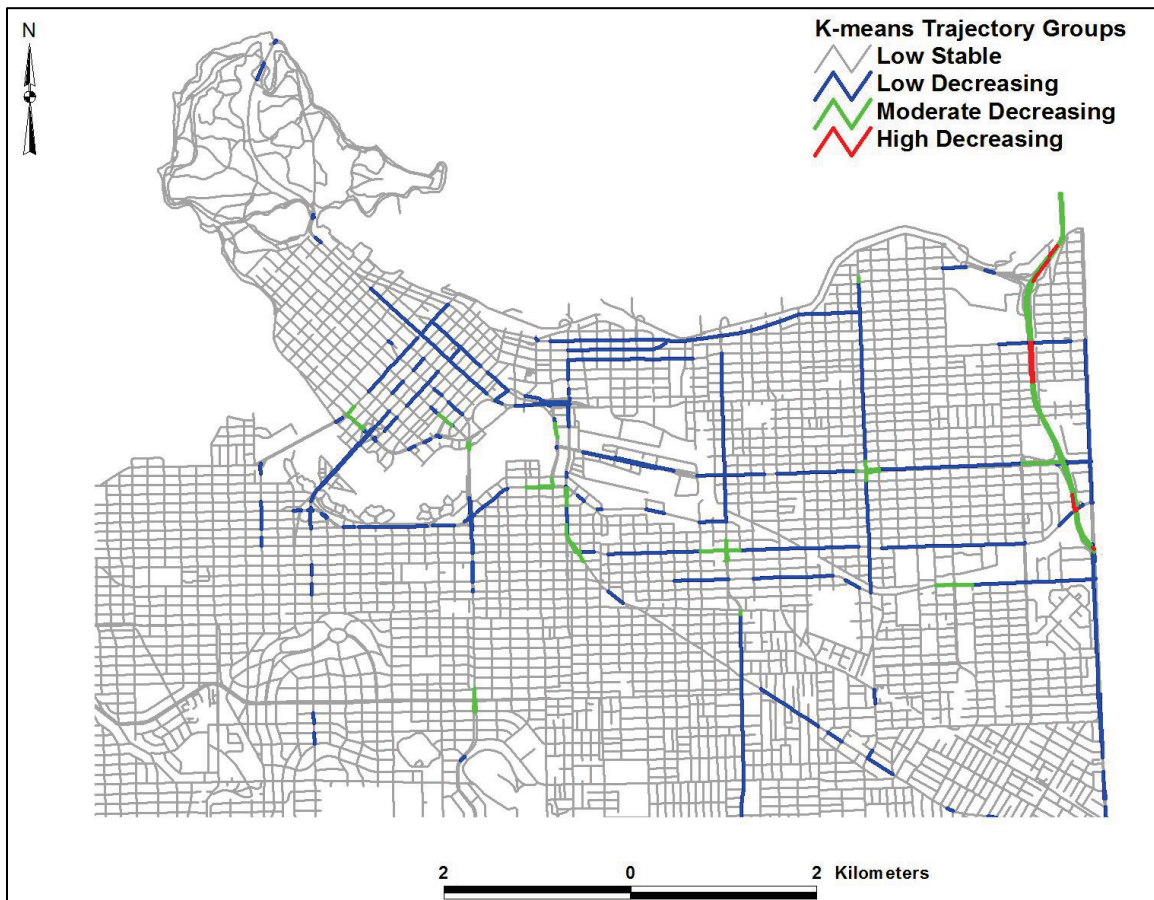 N
K-means Trajectory Groups
Low Stable
Low Decreasing
Moderate Decreasing
High Decreasing
2 0 2 Kilometers